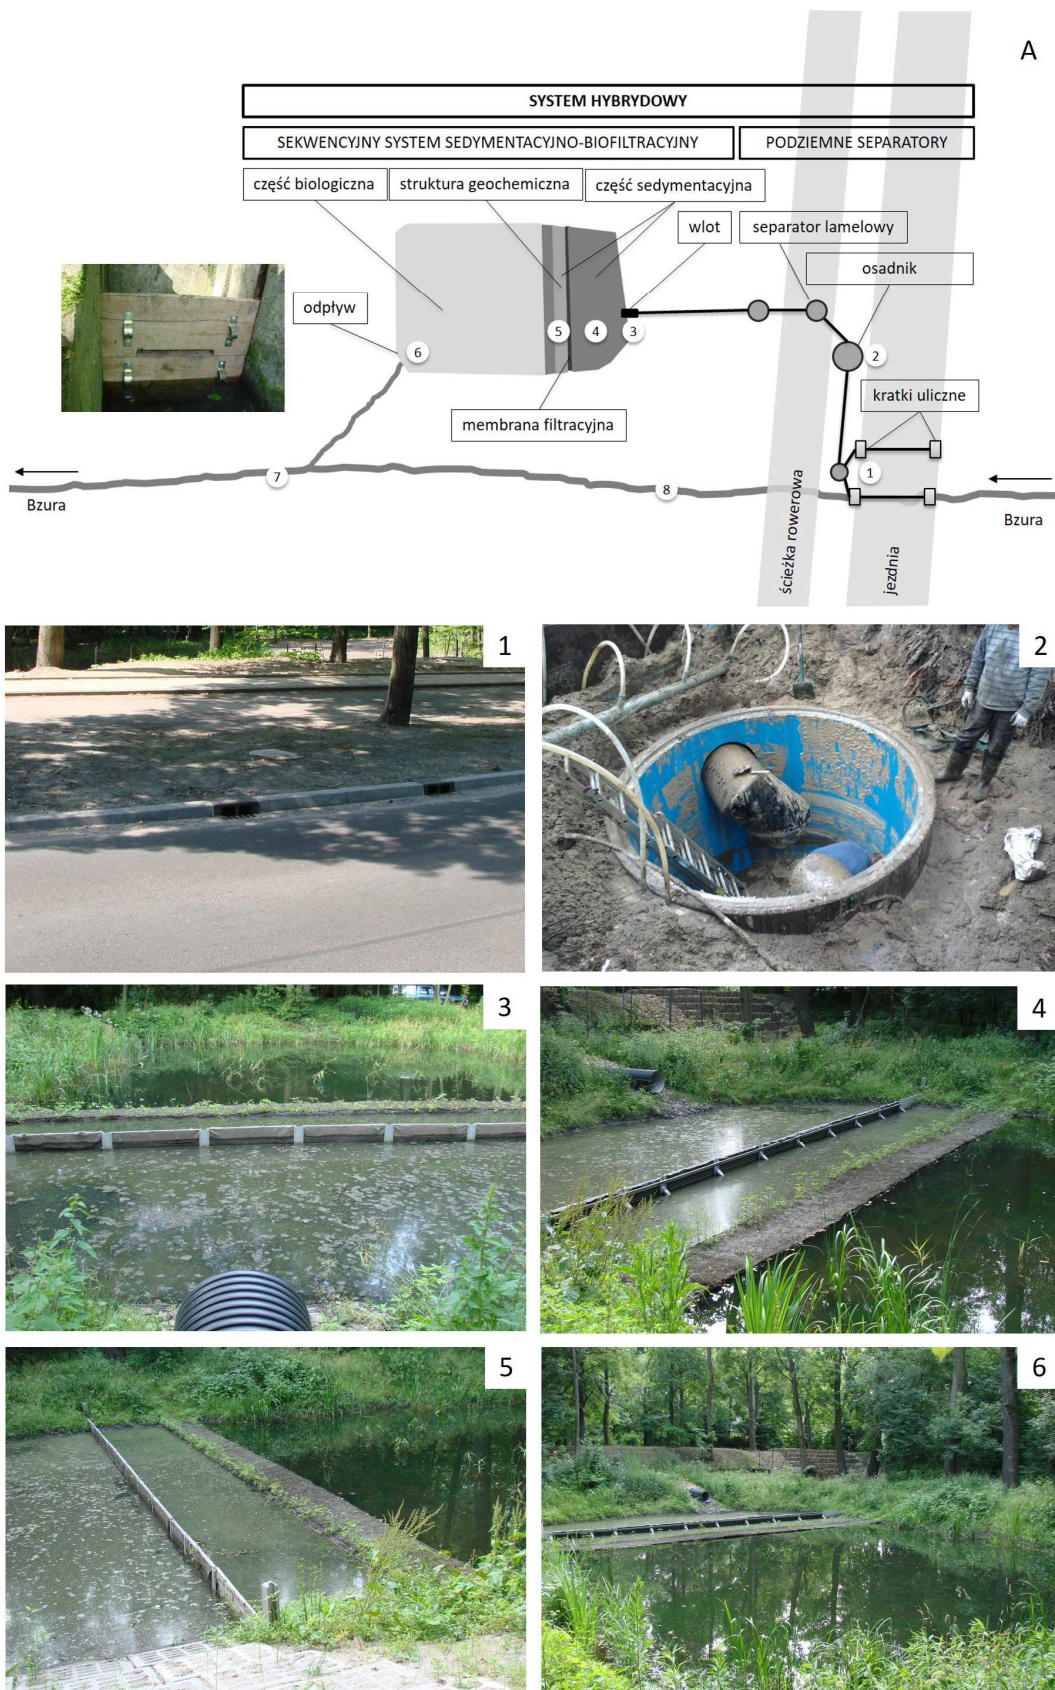 A
SYSTEM HYBRYDOWY
SEKWENCYJNY SYSTEM SEDYMENTACYJNO-BIOFILTRACYJNY
PODZIEMNE SEPARATORY
część biologiczna
struktura geochemiczna
część sedymentacyjna
wlot
separator lamelowy
osadnik
odpływ
6
5
4
3
2
kratki uliczne
membrana filtracyjna
1
7
8
Bzura
Bzura
ścieżka rowerowa
jezdnia
1
2
3
4
5
6